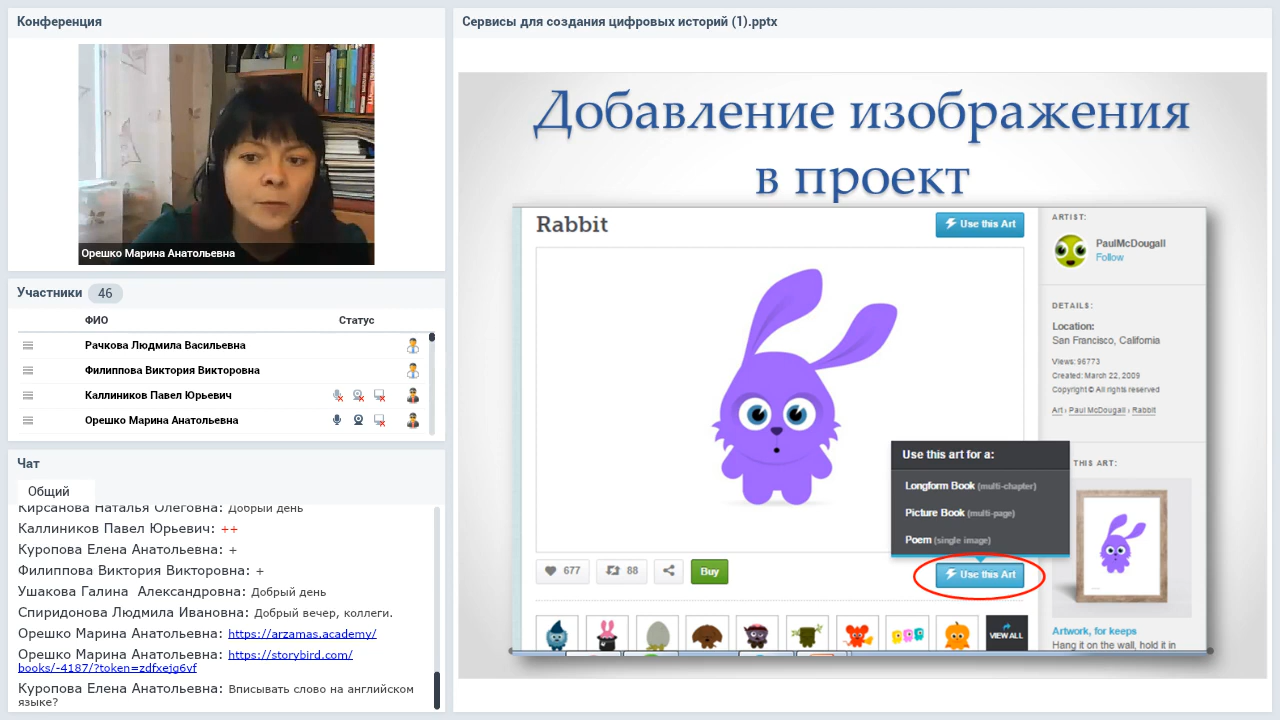 Конференция
Орешко Марина Анатольевна
Участники 46
ФИО Статус
Рачкова Людмила Васильевна
Филиппова Виктория Викторовна
Каллиников Павел Юрьевич
Орешко Марина Анатольевна
Чат
Общий
Кирсанова Наталья Олеговна: Добрый день
Каллиников Павел Юрьевич: ++
Куропова Елена Анатольевна: +
Филиппова Виктория Викторовна: +
Ушакова Галина Александровна: Добрый день
Спиридонова Людмила Ивановна: Добрый вечер, коллеги.
Орешко Марина Анатольевна: https://arzamas.academy/
Орешко Марина Анатольевна: https://storybird.com/
books/-4187/?token=zdfxejg6vf
Куропова Елена Анатольевна: Вписывать слово на английском
языке?
Сервисы для создания цифровых историй (1).pptx
Добавление изображения
в проект
Rabbit
Use this Art
ARTIST:
PaulMcDougall
Follow
DETAILS:
Location:
San Francisco, California
Views: 96773
Created: March 22, 2009
Copyright © All rights reserved
Art › Paul McDougall › Rabbit
Use this art for a:
Longform Book (multi-chapter)
Picture Book (multi-page)
Poem (single image)
THIS ART:
677 88 Buy
Use this Art
VIEW ALL
Artwork, for keeps
Hang it on the wall, hold it in